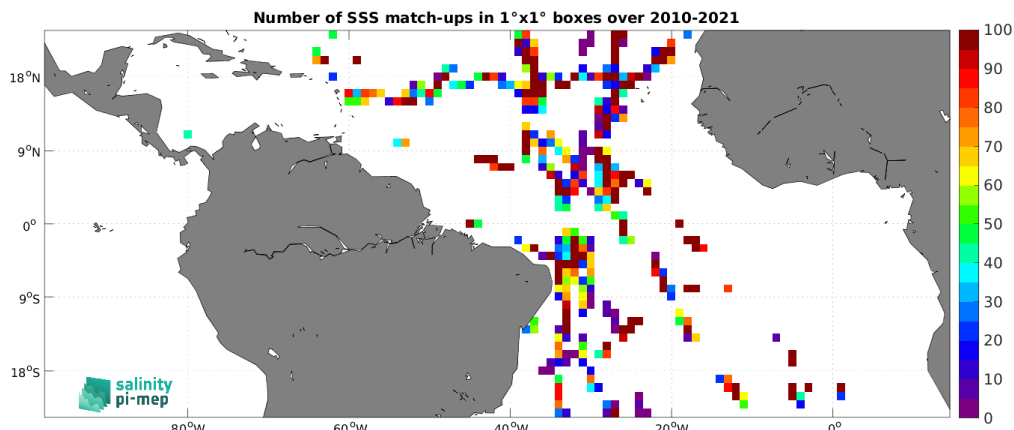 Number of SSS match-ups in 1°x1° boxes over 2010-2021
100
90
80
70
60
50
40
30
20
10
0
18°N
9°N
0°
9°S
18°S
80°W
60°W
40°W
20°W
0°
salinity
pi-mep